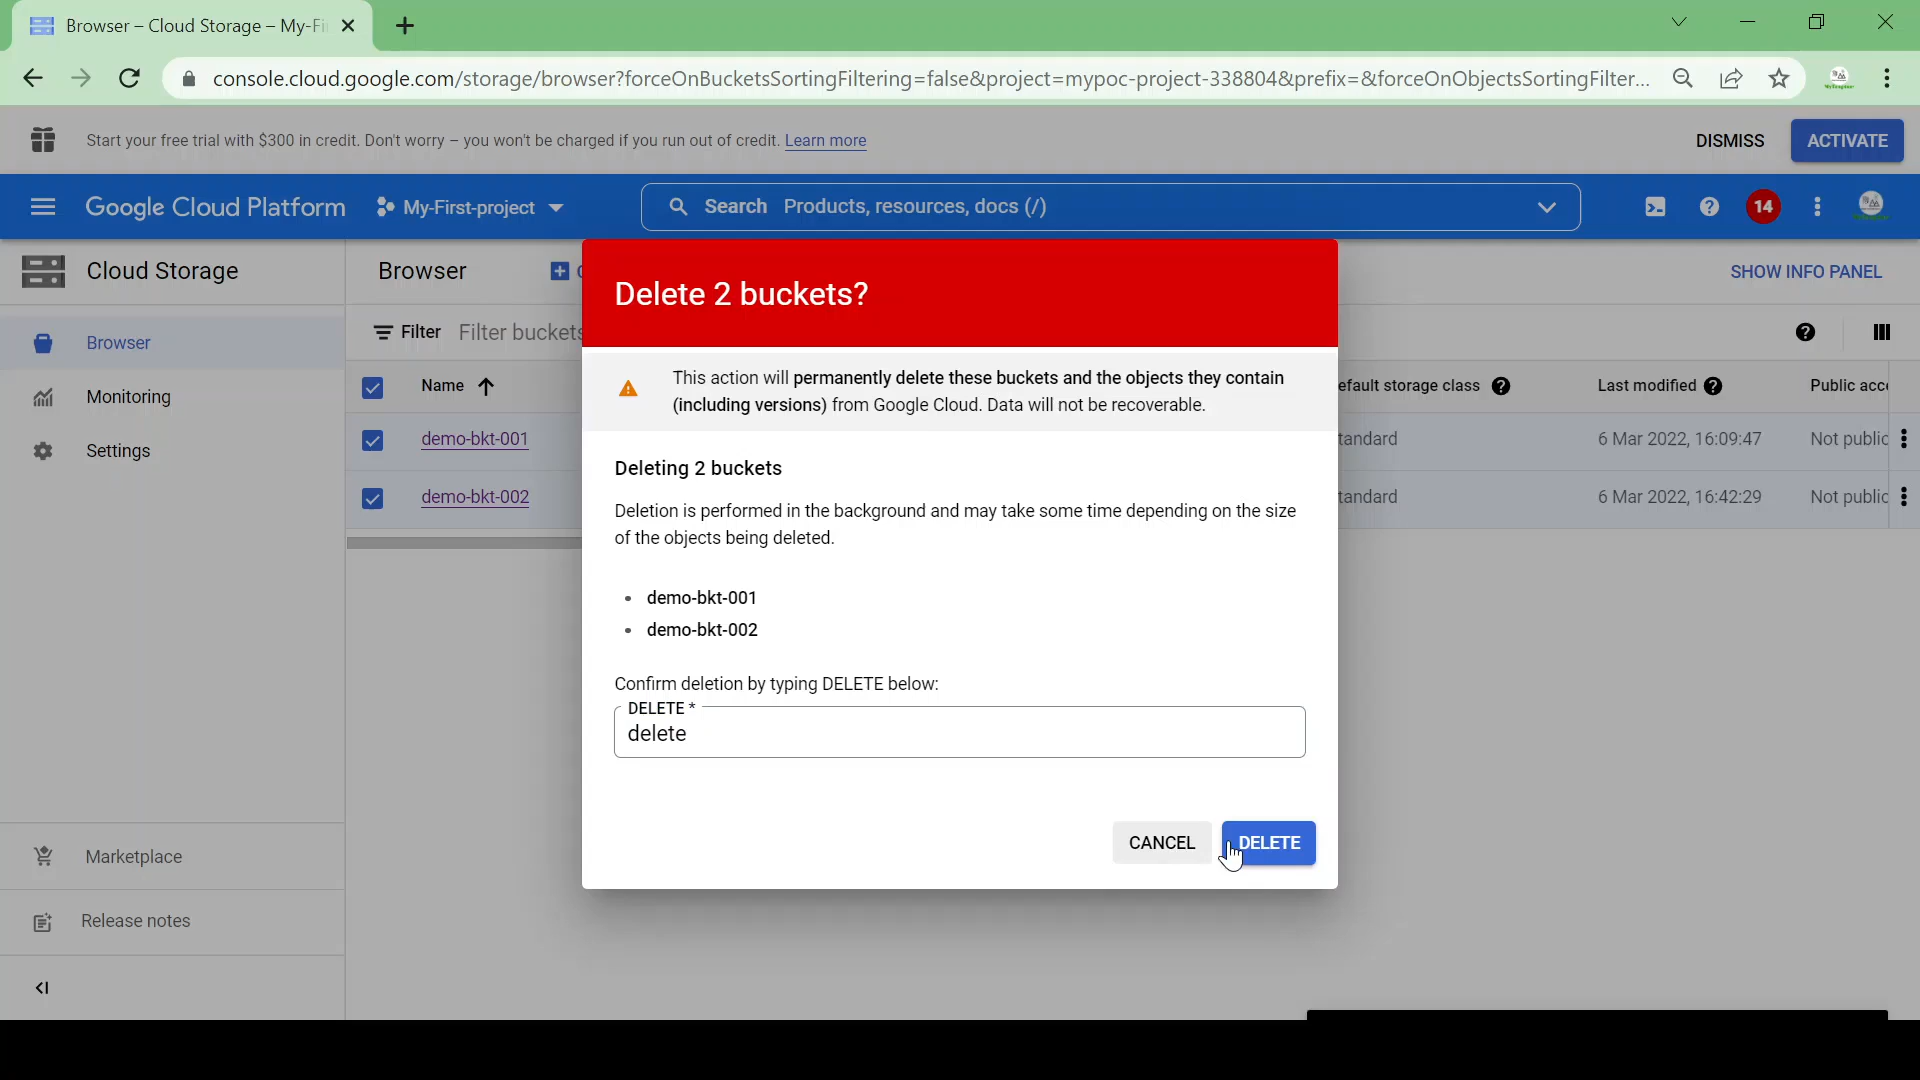 Browser – Cloud Storage – My-Fi
console.cloud.google.com/storage/browser?forceOnBucketsSortingFiltering=false&project=mypoc-project-338804&prefix=&forceOnObjectsSortingFilter...
Start your free trial with $300 in credit. Don't worry – you won't be charged if you run out of credit. Learn more
DISMISS
ACTIVATE
Google Cloud Platform
My-First-project
Search Products, resources, docs (/)
14
Cloud Storage
Browser
SHOW INFO PANEL
Browser
Monitoring
Settings
Filter Filter buckets
Name
efault storage class
Last modified
Public acc
demo-bkt-001
tandard
6 Mar 2022, 16:09:47
Not public
demo-bkt-002
tandard
6 Mar 2022, 16:42:29
Not public
Delete 2 buckets?
This action will permanently delete these buckets and the objects they contain
(including versions) from Google Cloud. Data will not be recoverable.
Deleting 2 buckets
Deletion is performed in the background and may take some time depending on the size
of the objects being deleted.
• demo-bkt-001
• demo-bkt-002
Confirm deletion by typing DELETE below:
DELETE *
delete
CANCEL
DELETE
Marketplace
Release notes